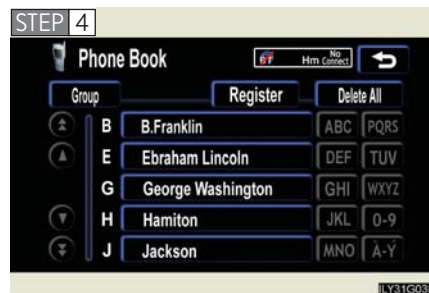 STEP 4
Phone Book
BT Hm No Connect
Group Register Delete All
B B.Franklin ABC PQRS
E Ebraham Lincoln DEF TUV
G George Washington GHI WXYZ
H Hamiton JKL 0-9
J Jackson MNO À-Ý
ILY31G03